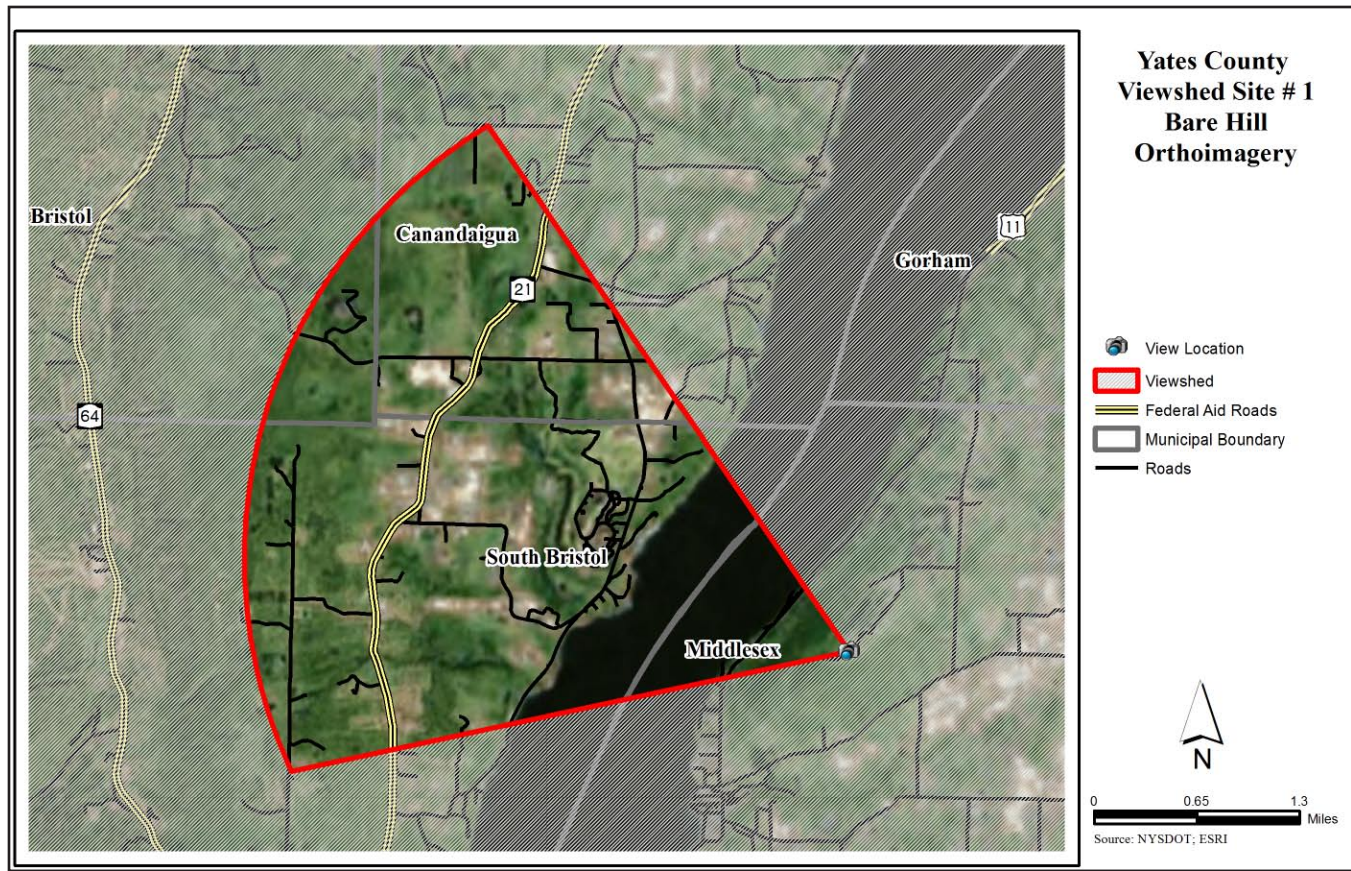 Yates County
Viewshed Site # 1
Bare Hill
Orthoimagery
Bristol
Canandaigua
11
Gorham
21
64
South Bristol
Middlesex
View Location
Viewshed
Federal Aid Roads
Municipal Boundary
Roads
N
0 0.65 1.3
Miles
Source: NYSDOT; ESRI